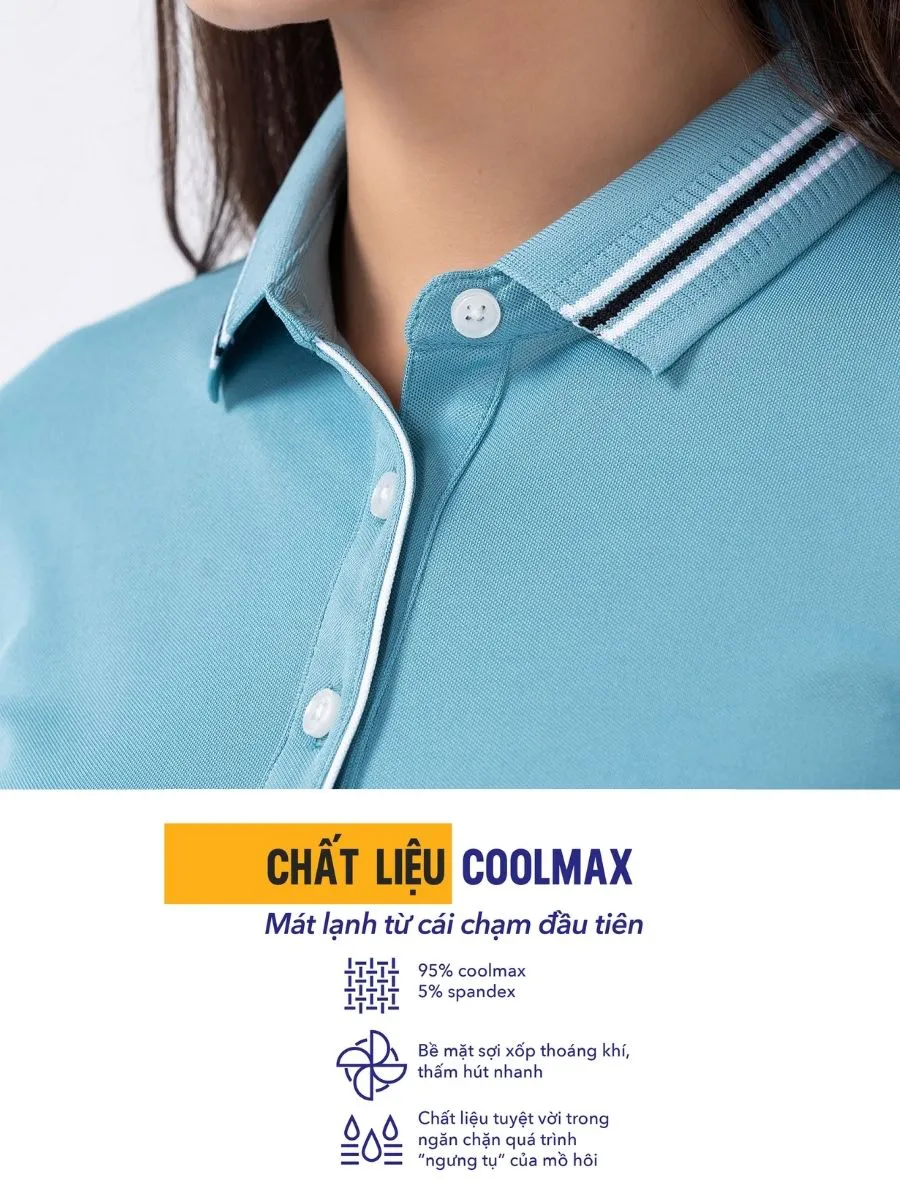 CHẤT LIỆU COOLMAX
Mát lạnh từ cái chạm đầu tiên
95% coolmax
5% spandex
Bề mặt sợi xốp thoáng khí,
thấm hút nhanh
Chất liệu tuyệt vời trong
ngăn chặn quá trình
"ngưng tụ" của mồ hôi